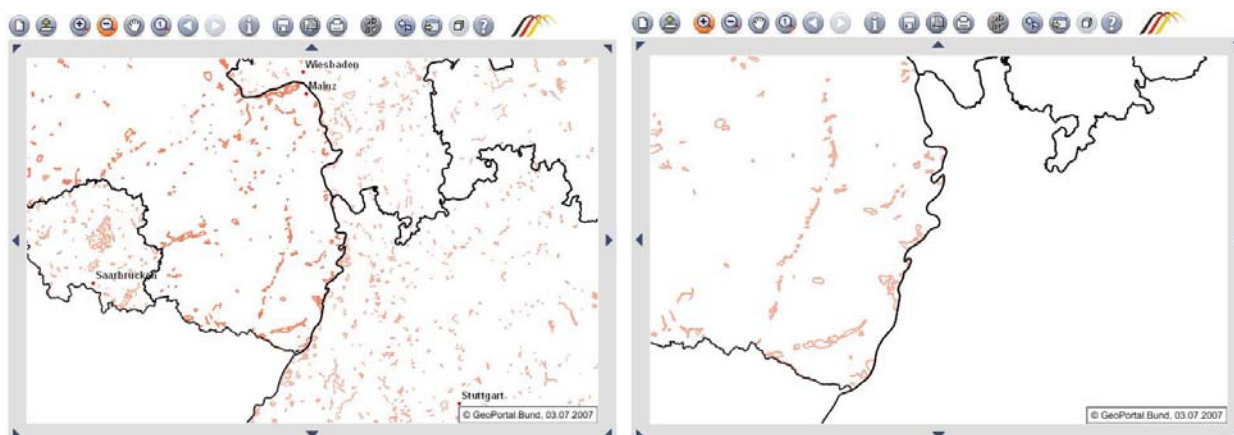 Wiesbaden
Mainz
Saarbrücken
Stuttgart
© GeoPortal.Bund, 03.07.2007
© GeoPortal.Bund, 03.07.2007